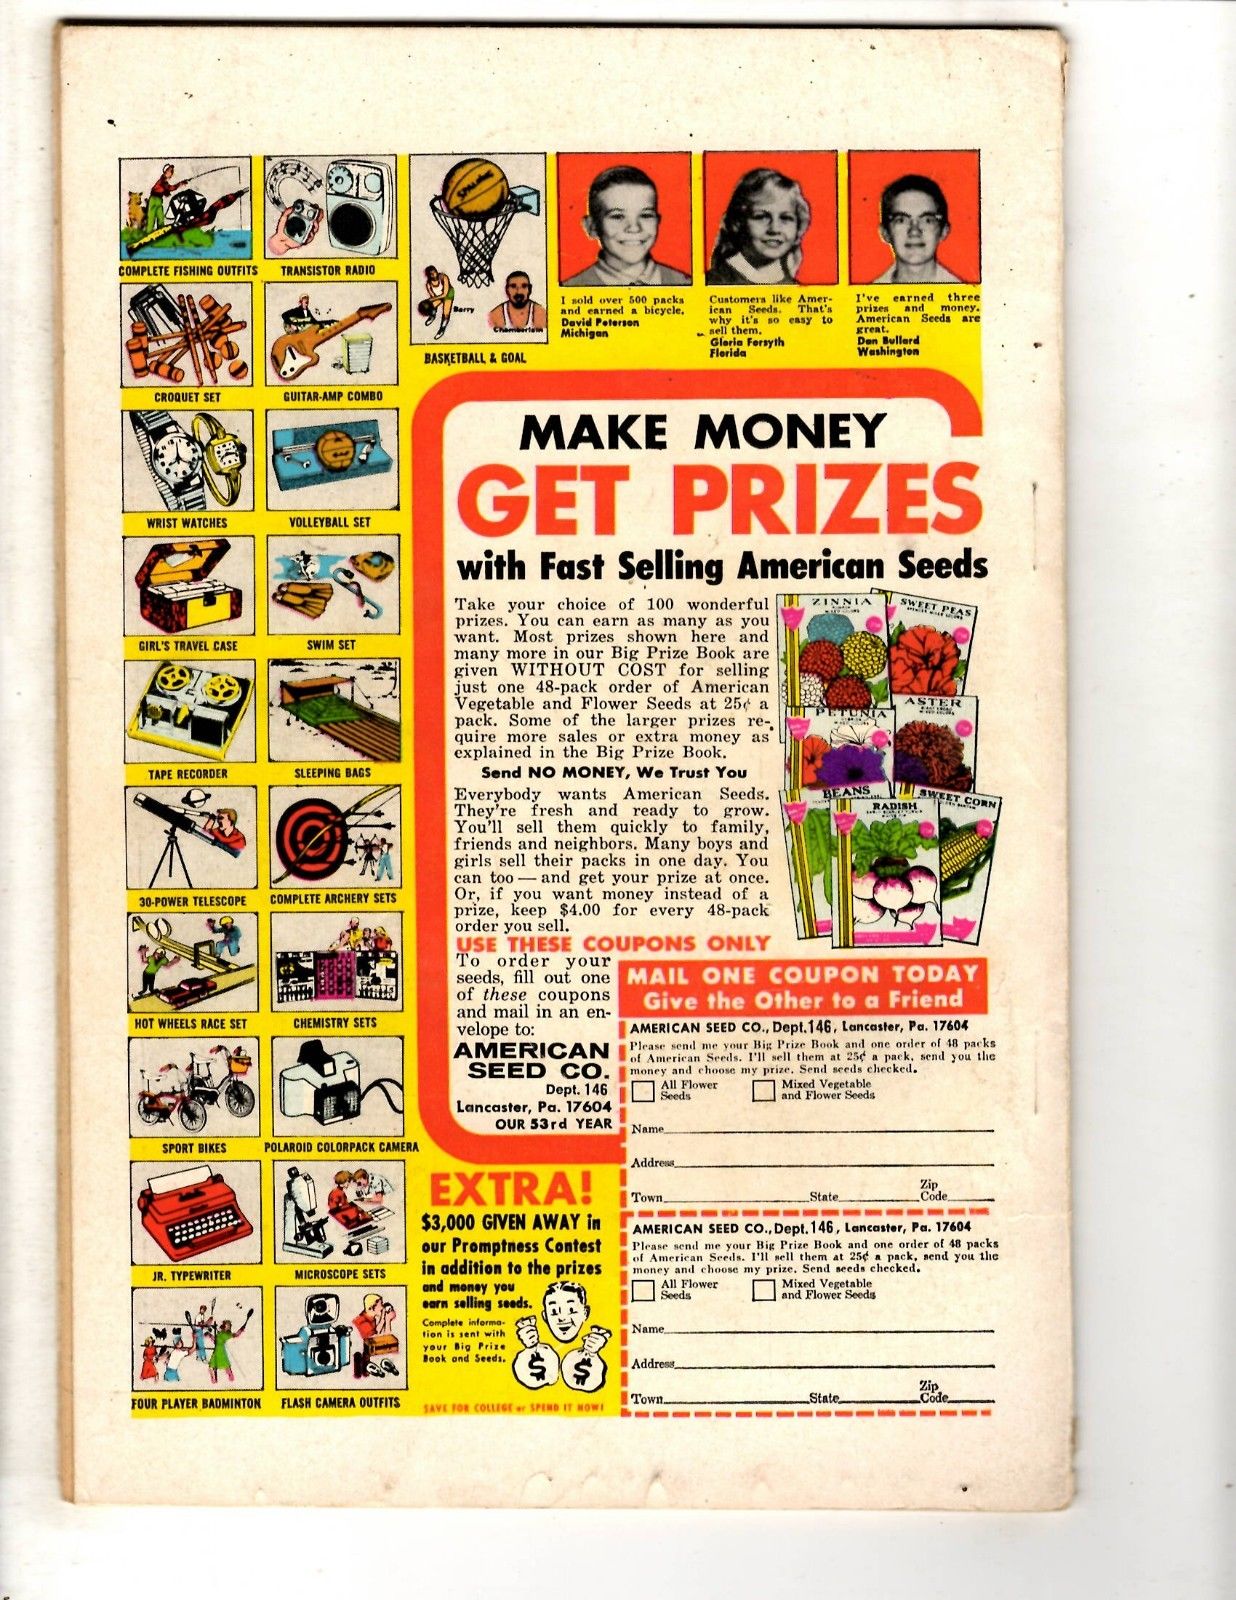 COMPLETE FISHING OUTFITS
TRANSISTOR RADIO
CROQUET SET
GUITAR-AMP COMBO
WRIST WATCHES
VOLLEYBALL SET
GIRL'S TRAVEL CASE
SWIM SET
TAPE RECORDER
SLEEPING BAGS
30-POWER TELESCOPE
COMPLETE ARCHERY SETS
HOT WHEELS RACE SET
CHEMISTRY SETS
SPORT BIKES
POLAROID COLORPACK CAMERA
JR. TYPEWRITER
MICROSCOPE SETS
FOUR PLAYER BADMINTON
FLASH CAMERA OUTFITS
SPALDING
Barry
Chamberlain
BASKETBALL & GOAL
I sold over 500 packs
and earned a bicycle.
David Peterson
Michigan
Customers like Amer-
ican Seeds. That's
why it's so easy to
sell them.
Gloria Forsyth
Florida
I've earned three
prizes and money.
American Seeds are
great.
Dan Bullard
Washington
MAKE MONEY
GET PRIZES
with Fast Selling American Seeds
Take your choice of 100 wonderful
prizes. You can earn as many as you
want. Most prizes shown here and
many more in our Big Prize Book are
given WITHOUT COST for selling
just one 48-pack order of American
Vegetable and Flower Seeds at 25¢ a
pack. Some of the larger prizes re-
quire more sales or extra money as
explained in the Big Prize Book.
Send NO MONEY, We Trust You
Everybody wants American Seeds.
They're fresh and ready to grow.
You'll sell them quickly to family,
friends and neighbors. Many boys and
girls sell their packs in one day. You
can too — and get your prize at once.
Or, if you want money instead of a
prize, keep $4.00 for every 48-pack
order you sell.
ZINNIA
SWEET PEAS
PETUNIA
ASTER
BEANS
RADISH
SWEET CORN
USE THESE COUPONS ONLY
To order your
seeds, fill out one
of these coupons
and mail in an en-
velope to:
AMERICAN
SEED CO.
Dept. 146
Lancaster, Pa. 17604
OUR 53rd YEAR
EXTRA!
$3,000 GIVEN AWAY in
our Promptness Contest
in addition to the prizes
and money you
earn selling seeds.
Complete informa-
tion is sent with
your Big Prize
Book and Seeds.
$ $
SAVE FOR COLLEGE or SPEND IT NOW!
MAIL ONE COUPON TODAY
Give the Other to a Friend
AMERICAN SEED CO., Dept. 146, Lancaster, Pa. 17604
Please send me your Big Prize Book and one order of 48 packs
of American Seeds. I'll sell them at 25¢ a pack, send you the
money and choose my prize. Send seeds checked.
All Flower Seeds
Mixed Vegetable and Flower Seeds
Name
Address
Town State Zip Code
AMERICAN SEED CO., Dept. 146, Lancaster, Pa. 17604
Please send me your Big Prize Book and one order of 48 packs
of American Seeds. I'll sell them at 25¢ a pack, send you the
money and choose my prize. Send seeds checked.
All Flower Seeds
Mixed Vegetable and Flower Seeds
Name
Address
Town State Zip Code